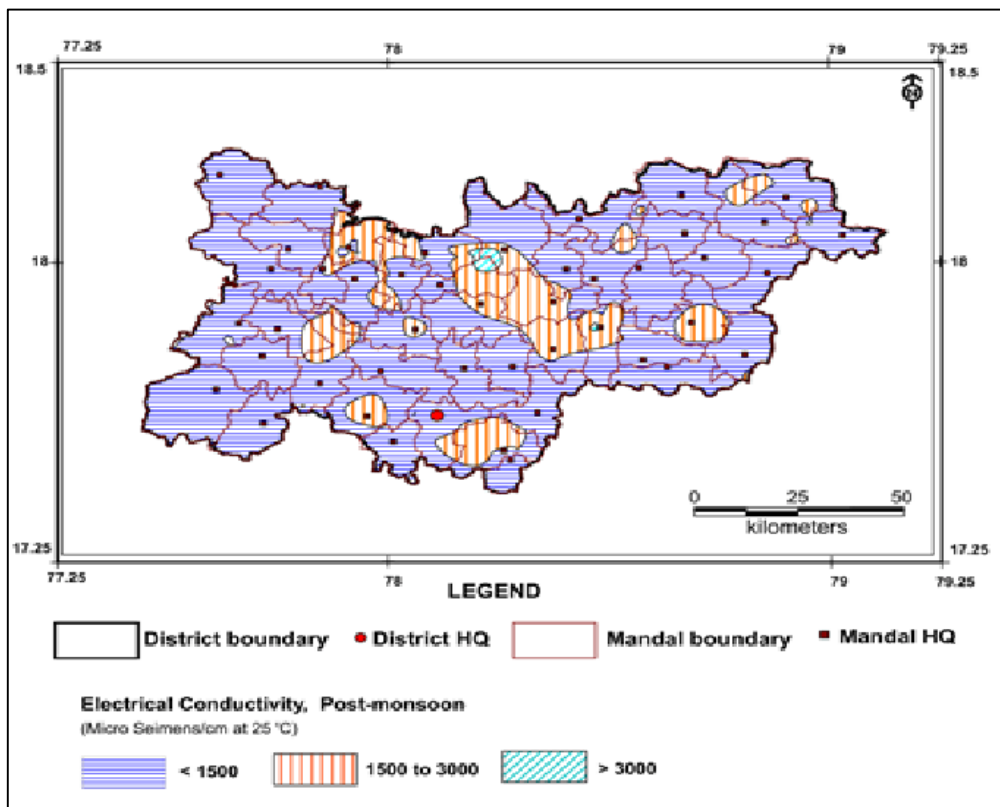 77.25 78 79 79.25
18.5 18.5
N
18 18
0 25 50
kilometers
17.25 17.25
77.25 78 79 79.25
LEGEND
District boundary District HQ Mandal boundary Mandal HQ
Electrical Conductivity, Post-monsoon
(Micro Seimens/cm at 25 °C)
< 1500 1500 to 3000 > 3000